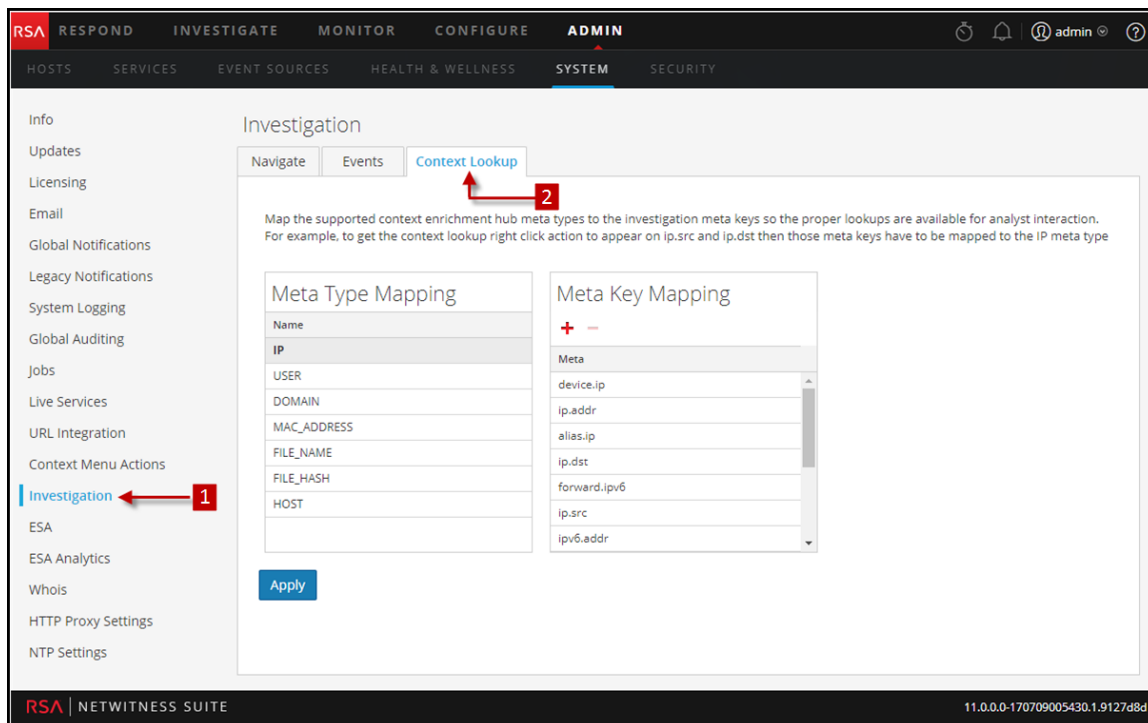 RSA RESPOND INVESTIGATE MONITOR CONFIGURE ADMIN admin ?
HOSTS SERVICES EVENT SOURCES HEALTH & WELLNESS SYSTEM SECURITY
Info
Updates
Licensing
Email
Global Notifications
Legacy Notifications
System Logging
Global Auditing
Jobs
Live Services
URL Integration
Context Menu Actions
Investigation
1
ESA
ESA Analytics
Whois
HTTP Proxy Settings
NTP Settings
Investigation
Navigate Events Context Lookup
2
Map the supported context enrichment hub meta types to the investigation meta keys so the proper lookups are available for analyst interaction.
For example, to get the context lookup right click action to appear on ip.src and ip.dst then those meta keys have to be mapped to the IP meta type
Meta Type Mapping
Name
IP
USER
DOMAIN
MAC_ADDRESS
FILE_NAME
FILE_HASH
HOST
Meta Key Mapping
+ −
Meta
device.ip
ip.addr
alias.ip
ip.dst
forward.ipv6
ip.src
ipv6.addr
Apply
RSA | NETWITNESS SUITE 11.0.0.0-170709005430.1.9127d8d